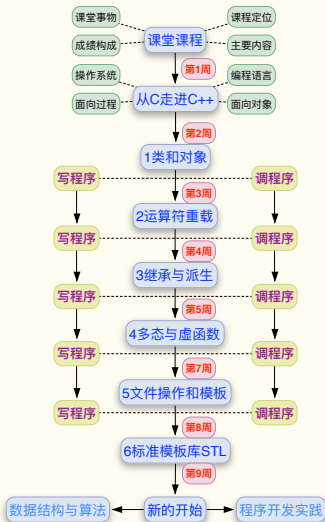 课堂事物
课程定位
课堂课程
成绩构成
主要内容
第1周
操作系统
编程语言
从C走进C++
面向过程
面向对象
第2周
1类和对象
写程序
调程序
第3周
2运算符重载
写程序
调程序
第4周
3继承与派生
写程序
调程序
第5周
4多态与虚函数
写程序
调程序
第7周
5文件操作和模板
写程序
调程序
第8周
6标准模板库STL
第9周
数据结构与算法
新的开始
程序开发实践